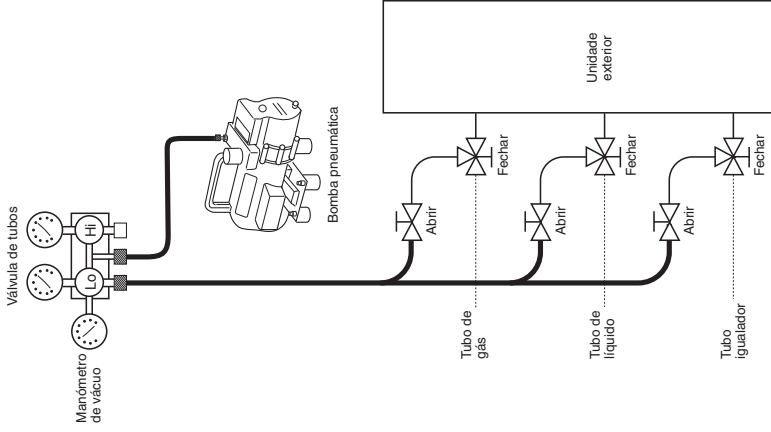 Válvula de tubos
Hi
Lo
Manómetro
de vácuo
Bomba pneumática
Unidade
exterior
Abrir
Fechar
Tubo de
gás
Abrir
Fechar
Tubo de
líquido
Abrir
Fechar
Tubo
igualador